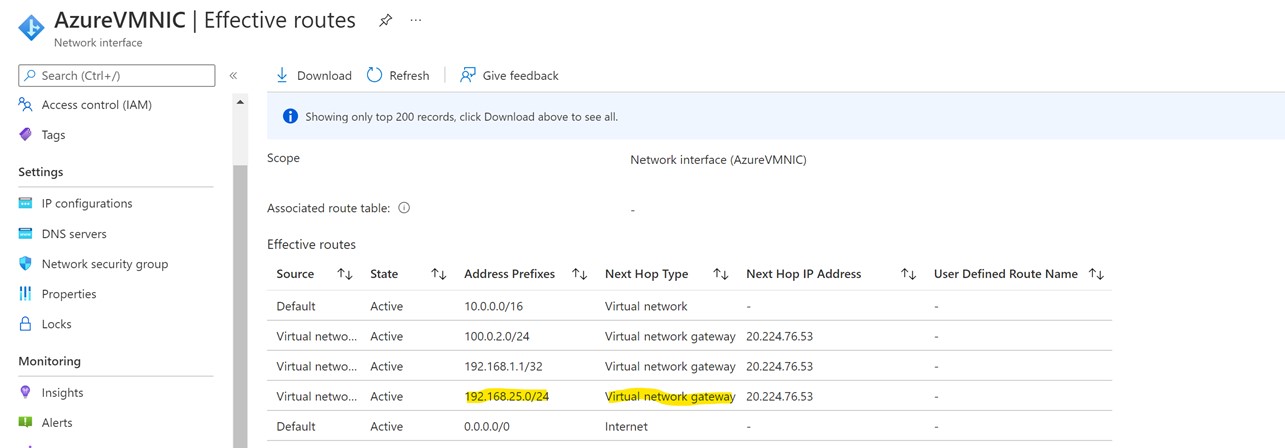 AzureVMNIC | Effective routes
Network interface
Search (Ctrl+/)
Access control (IAM)
Tags
Settings
IP configurations
DNS servers
Network security group
Properties
Locks
Monitoring
Insights
Alerts
Download Refresh Give feedback
Showing only top 200 records, click Download above to see all.
Scope Network interface (AzureVMNIC)
Associated route table: -
Effective routes
Source State Address Prefixes Next Hop Type Next Hop IP Address User Defined Route Name
Default Active 10.0.0.0/16 Virtual network - -
Virtual netwo... Active 100.0.2.0/24 Virtual network gateway 20.224.76.53 -
Virtual netwo... Active 192.168.1.1/32 Virtual network gateway 20.224.76.53 -
Virtual netwo... Active 192.168.25.0/24 Virtual network gateway 20.224.76.53 -
Default Active 0.0.0.0/0 Internet - -